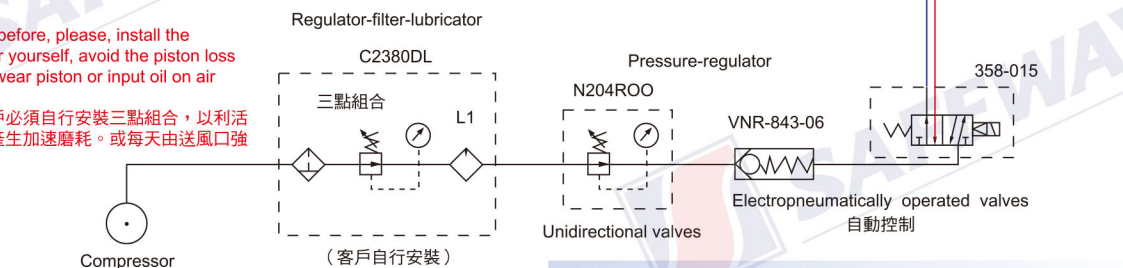 before, please, install the
r yourself, avoid the piston loss
wear piston or input oil on air
必須自行安裝三點組合，以利活
產生加速磨耗。或每天由送風口強
Regulator-filter-lubricator
C2380DL
三點組合
L1
（客戶自行安裝）
Compressor
Pressure-regulator
N204ROO
Unidirectional valves
VNR-843-06
358-015
Electropneumatically operated valves
自動控制
SAFEWAY